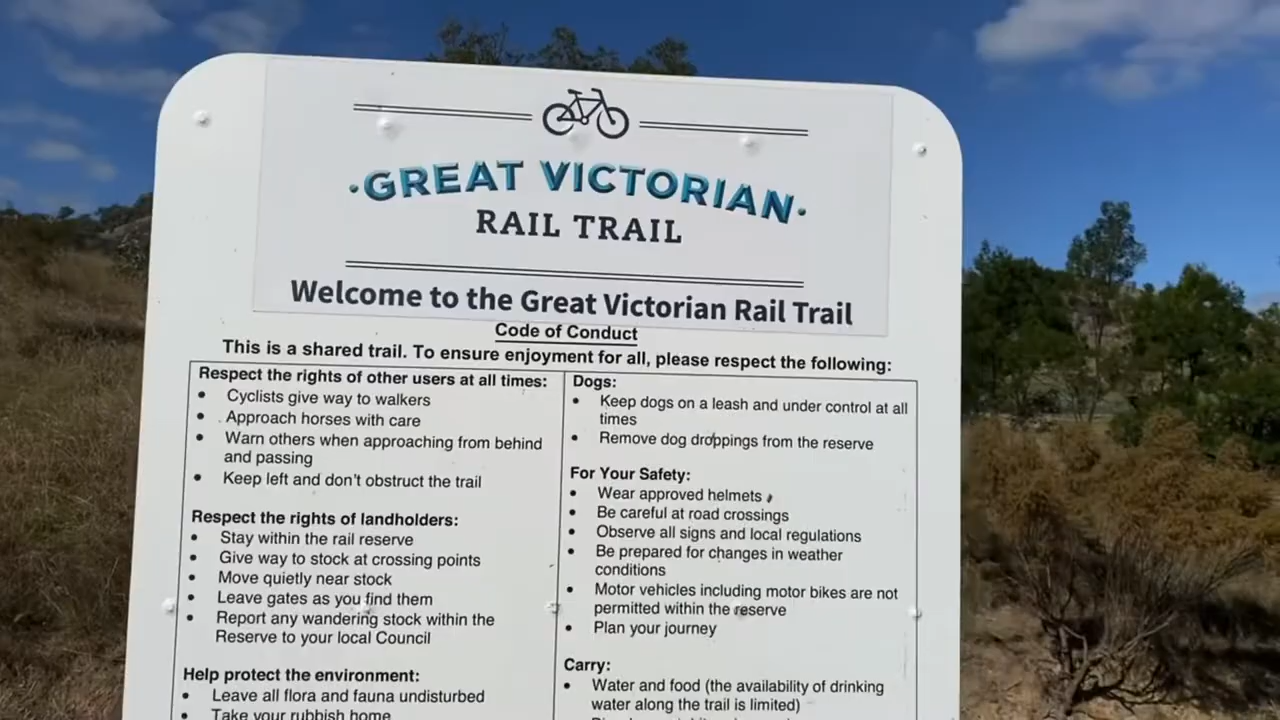 GREAT VICTORIAN
RAIL TRAIL
Welcome to the Great Victorian Rail Trail
Code of Conduct
This is a shared trail. To ensure enjoyment for all, please respect the following:
Respect the rights of other users at all times:
• Cyclists give way to walkers
• Approach horses with care
• Warn others when approaching from behind
and passing
• Keep left and don't obstruct the trail
Respect the rights of landholders:
• Stay within the rail reserve
• Give way to stock at crossing points
• Move quietly near stock
• Leave gates as you find them
• Report any wandering stock within the
Reserve to your local Council
Help protect the environment:
• Leave all flora and fauna undisturbed
• Take your rubbish home
Dogs:
• Keep dogs on a leash and under control at all
times
• Remove dog droppings from the reserve
For Your Safety:
• Wear approved helmets
• Be careful at road crossings
• Observe all signs and local regulations
• Be prepared for changes in weather
conditions
• Motor vehicles including motor bikes are not
permitted within the reserve
• Plan your journey
Carry:
• Water and food (the availability of drinking
water along the trail is limited)